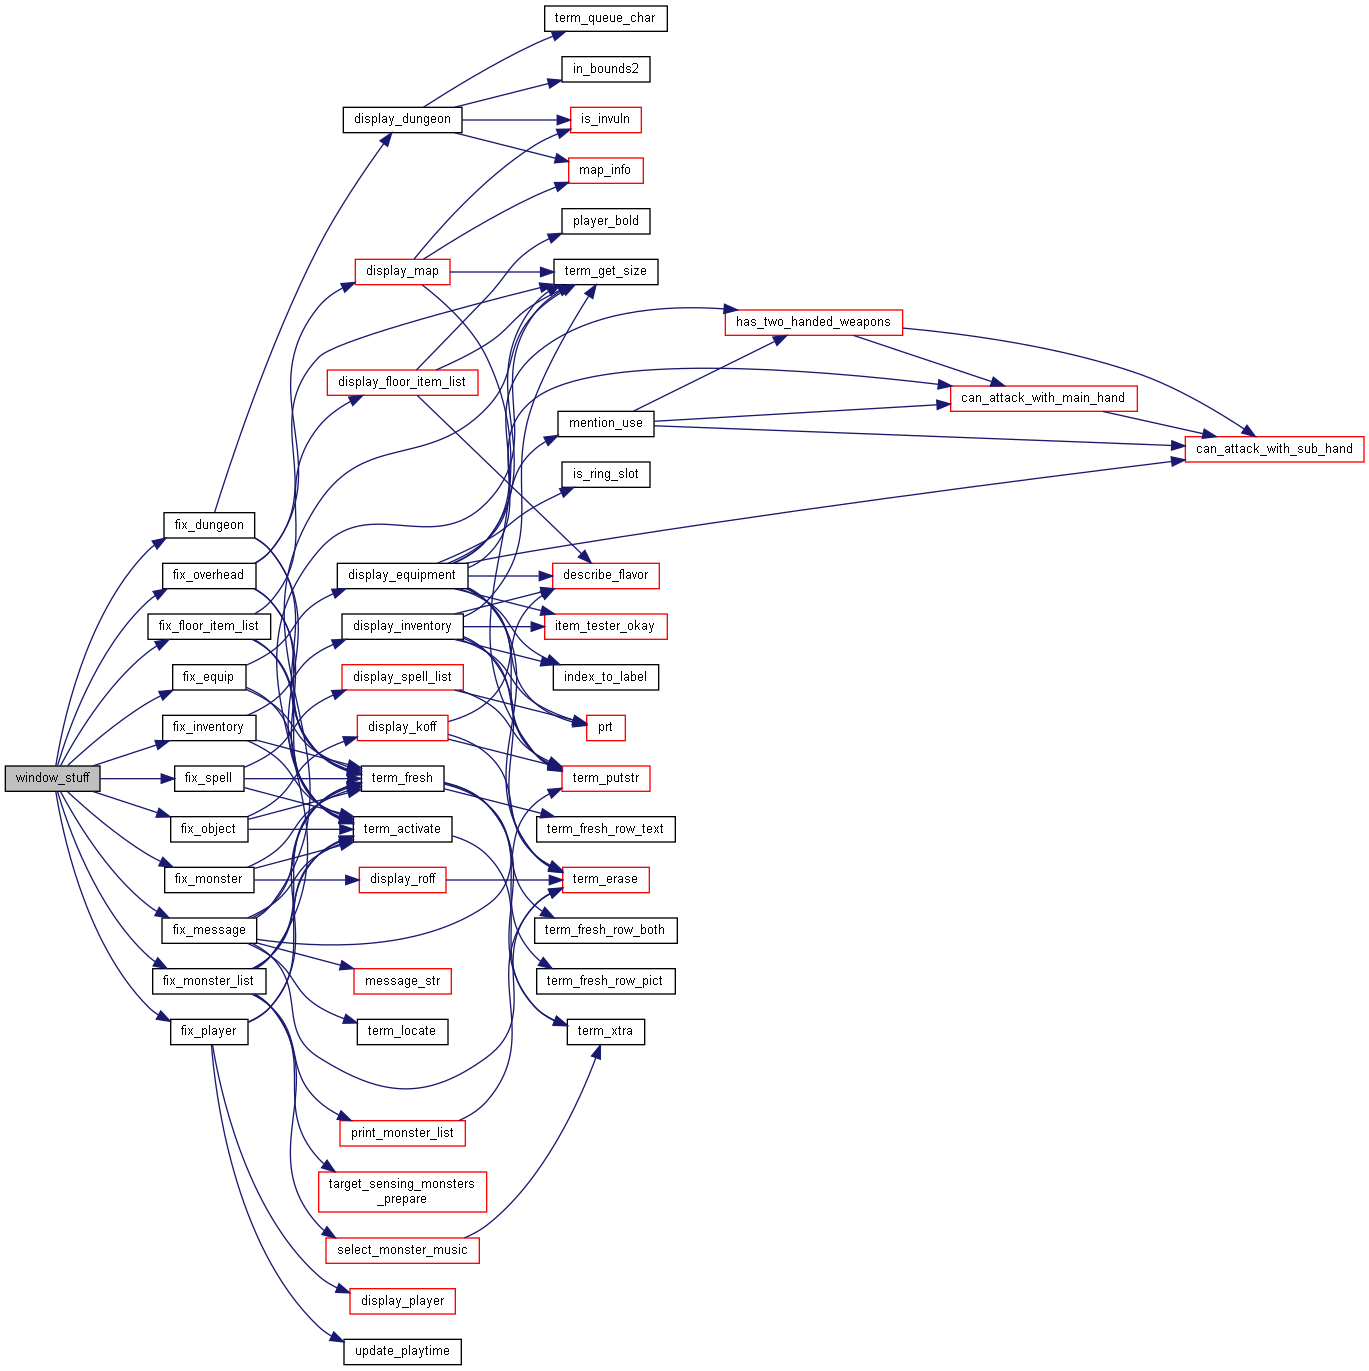 term_queue_char
in_bounds2
display_dungeon
is_invuln
map_info
player_bold
display_map
term_get_size
has_two_handed_weapons
display_floor_item_list
can_attack_with_main_hand
mention_use
can_attack_with_sub_hand
is_ring_slot
fix_dungeon
fix_overhead
display_equipment
describe_flavor
fix_floor_item_list
display_inventory
item_tester_okay
fix_equip
display_spell_list
index_to_label
fix_inventory
display_koff
prt
window_stuff
fix_spell
term_fresh
term_putstr
fix_object
term_activate
term_fresh_row_text
fix_monster
display_roff
term_erase
fix_message
term_fresh_row_both
fix_monster_list
message_str
term_fresh_row_pict
fix_player
term_locate
term_xtra
print_monster_list
target_sensing_monsters
_prepare
select_monster_music
display_player
update_playtime